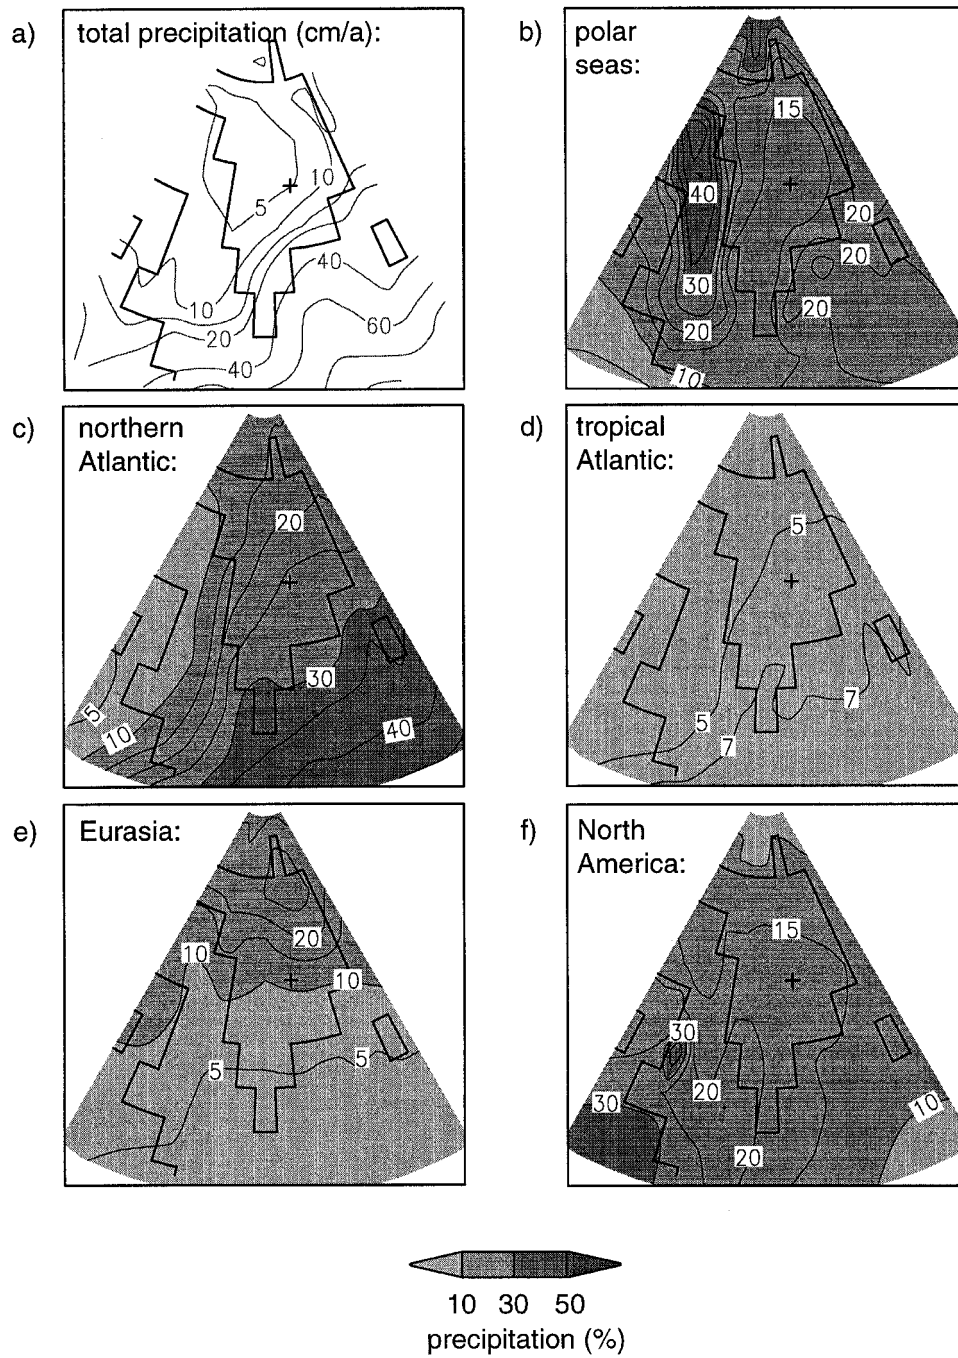 a) total precipitation (cm/a):
10
5
40
10
60
20
40
b) polar
seas:
15
40
20
20
30
20
20
10
c) northern
Atlantic:
20
30
5
10
40
d) tropical
Atlantic:
5
7
5
7
e) Eurasia:
20
10
10
5
5
f) North
America:
15
30
20
30
10
20
10 30 50
precipitation (%)